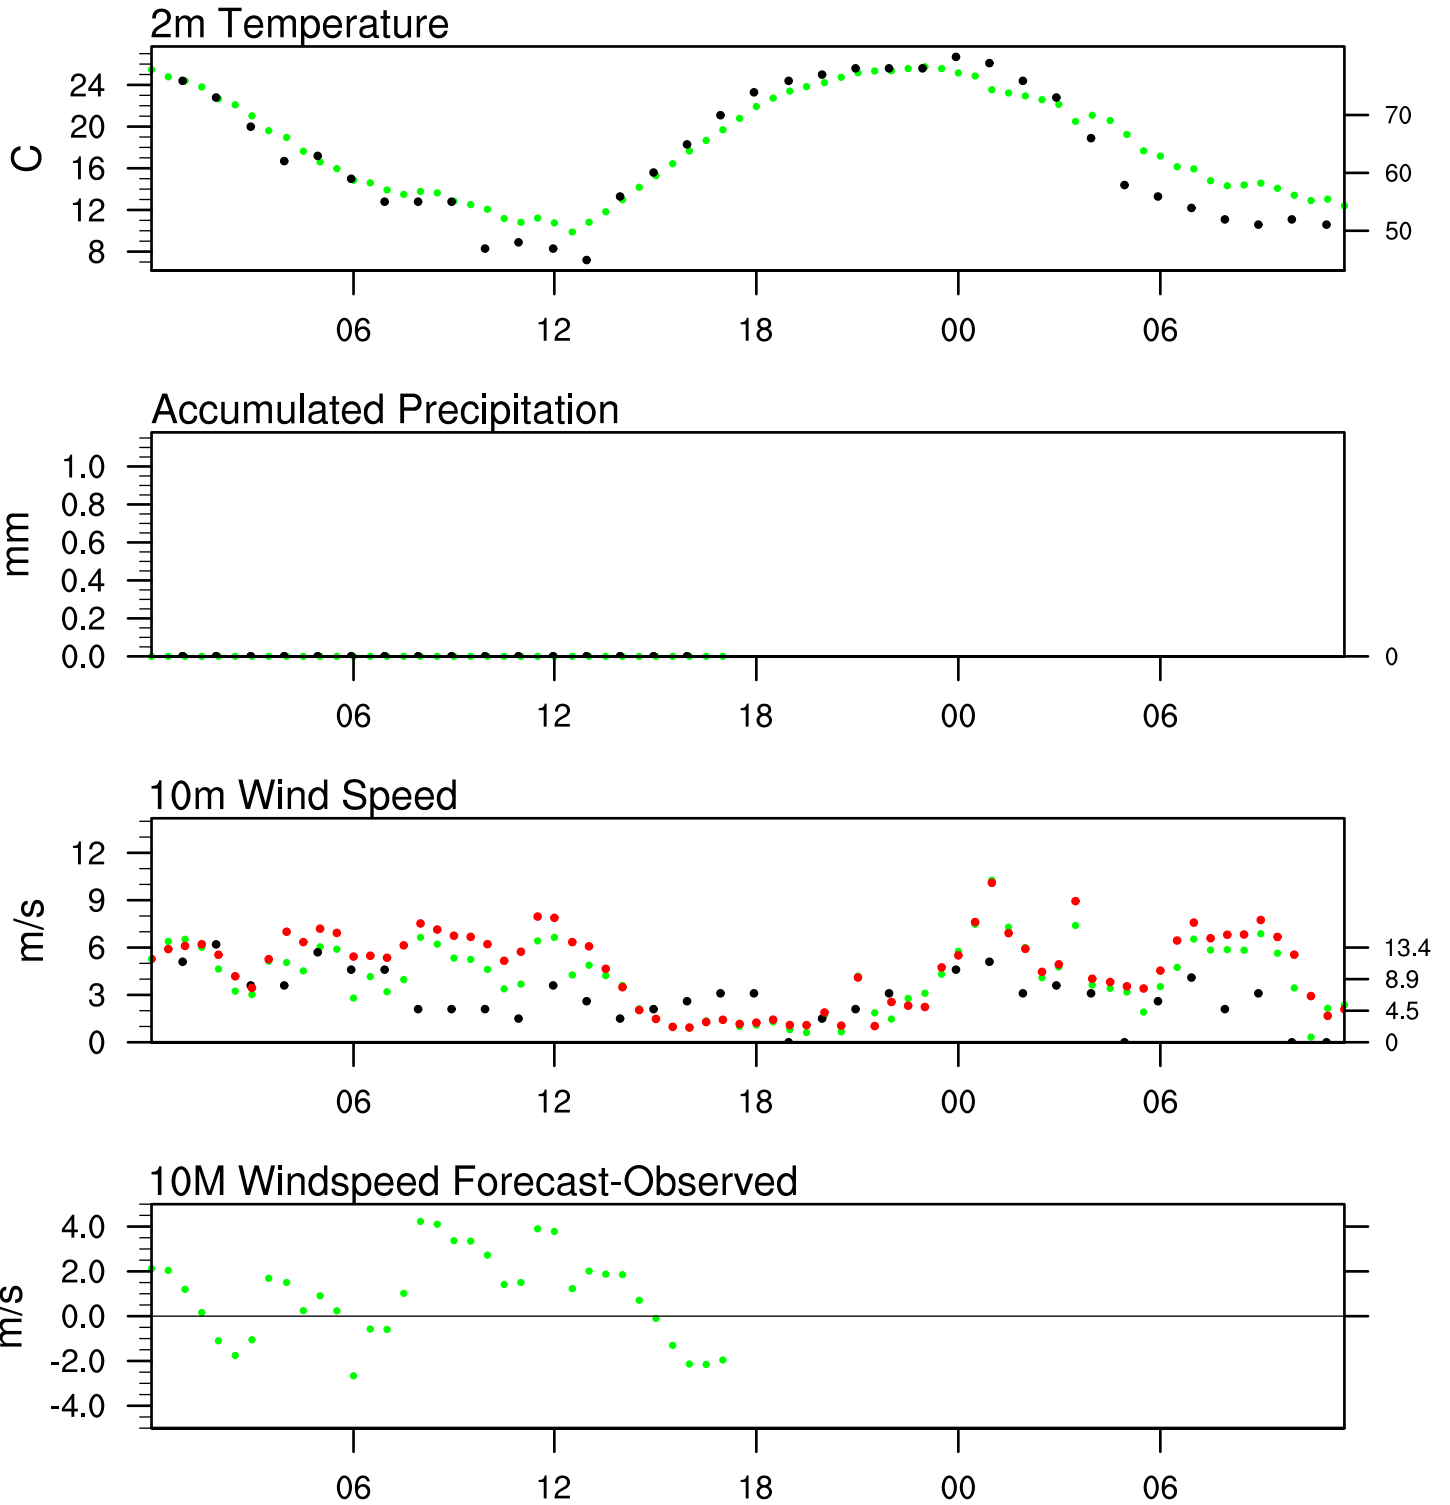 2m Temperature
C
24
20
16
12
8
70
60
50
06 12 18 00 06
Accumulated Precipitation
mm
1.0
0.8
0.6
0.4
0.2
0.0
0
06 12 18 00 06
10m Wind Speed
m/s
12
9
6
3
0
13.4
8.9
4.5
0
06 12 18 00 06
10M Windspeed Forecast-Observed
m/s
4.0
2.0
0.0
-2.0
-4.0
06 12 18 00 06